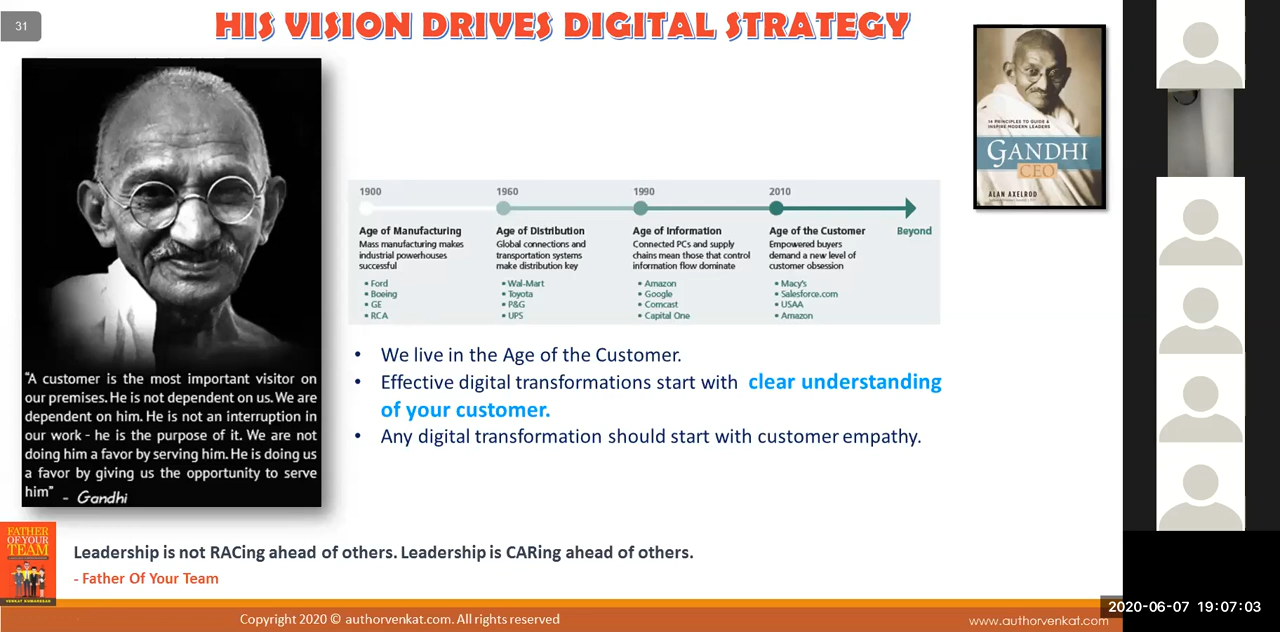 31
HIS VISION DRIVES DIGITAL STRATEGY
"A customer is the most important visitor on
our premises. He is not dependent on us. We are
dependent on him. He is not an interruption in
our work - he is the purpose of it. We are not
doing him a favor by serving him. He is doing us
a favor by giving us the opportunity to serve
him" - Gandhi
1900
Age of Manufacturing
Mass manufacturing makes
industrial powerhouses
successful
• Ford
• Boeing
• GE
• RCA
1960
Age of Distribution
Global connections and
transportation systems
make distribution key
• Wal-Mart
• Toyota
• P&G
• UPS
1990
Age of Information
Connected PCs and supply
chains mean those that control
information flow dominate
• Amazon
• Google
• Comcast
• Capital One
2010
Age of the Customer
Empowered buyers
demand a new level of
customer obsession
• Macy's
• Salesforce.com
• USAA
• Amazon
Beyond
14 PRINCIPLES TO GUIDE &
INSPIRE MODERN LEADERS
GANDHI
CEO
ALAN AXELROD
• We live in the Age of the Customer.
• Effective digital transformations start with clear understanding
of your customer.
• Any digital transformation should start with customer empathy.
FATHER
OF YOUR
TEAM
VENKAT KUMARESAN
Leadership is not RACing ahead of others. Leadership is CARing ahead of others.
- Father Of Your Team
Copyright 2020 © authorvenkat.com. All rights reserved
www.authorvenkat.com
2020-06-07 19:07:03